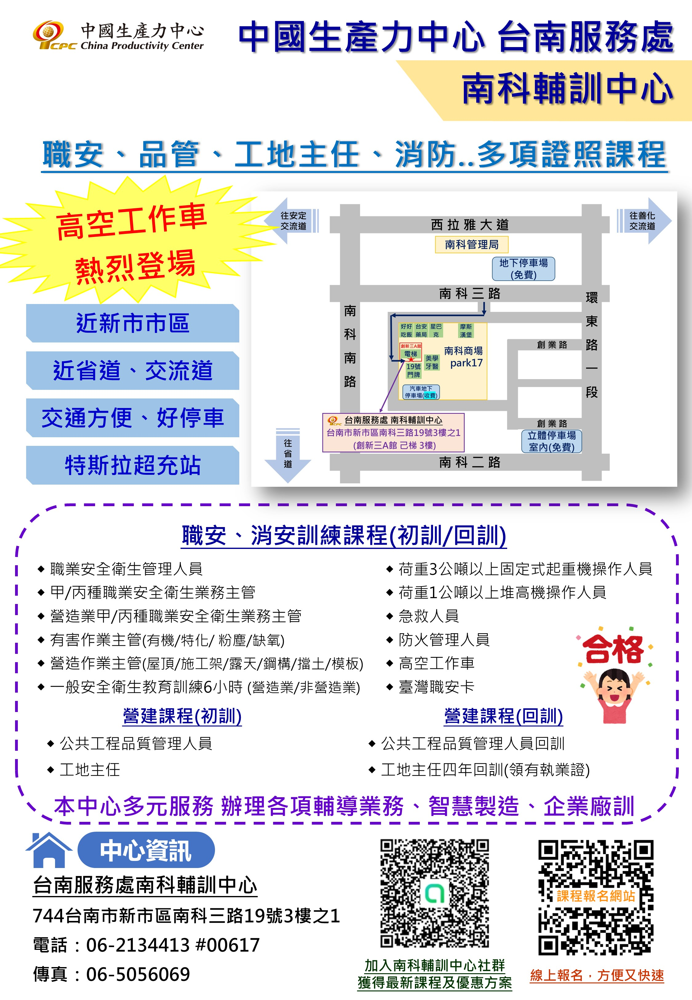 CPC
中國生產力中心
China Productivity Center
中國生產力中心 台南服務處
南科輔訓中心
職安、品管、工地主任、消防..多項證照課程
高空工作車
熱烈登場
近新市市區
近省道、交流道
交通方便、好停車
特斯拉超充站
往安定
交流道
往善化
交流道
西拉雅大道
南科管理局
地下停車場
(免費)
南科三路
南科南路
環東路一段
好好
吃飯
台安
藥局
星巴
克
摩斯
漢堡
創新三A館
電梯
19號
門牌
美學
牙醫
南科商場
park17
汽車地下
停車場(收費)
創業路
創業路
立體停車場
室內(免費)
CPC 台南服務處 南科輔訓中心
台南市新市區南科三路19號3樓之1
(創新三A館 己梯 3樓)
往省道
南科二路
職安、消安訓練課程(初訓/回訓)
◆ 職業安全衛生管理人員
◆ 甲/丙種職業安全衛生業務主管
◆ 營造業甲/丙種職業安全衛生業務主管
◆ 有害作業主管(有機/特化/ 粉塵/缺氧)
◆ 營造作業主管(屋頂/施工架/露天/鋼構/擋土/模板)
◆ 一般安全衛生教育訓練6小時 (營造業/非營造業)
◆ 荷重3公噸以上固定式起重機操作人員
◆ 荷重1公噸以上堆高機操作人員
◆ 急救人員
◆ 防火管理人員
◆ 高空工作車
◆ 臺灣職安卡
合格
營建課程(初訓)
◆ 公共工程品質管理人員
◆ 工地主任
營建課程(回訓)
◆ 公共工程品質管理人員回訓
◆ 工地主任四年回訓(領有執業證)
本中心多元服務 辦理各項輔導業務、智慧製造、企業廠訓
中心資訊
台南服務處南科輔訓中心
744台南市新市區南科三路19號3樓之1
電話：06-2134413 #00617
傳真：06-5056069
加入南科輔訓中心社群
獲得最新課程及優惠方案
課程報名網站
線上報名，方便又快速